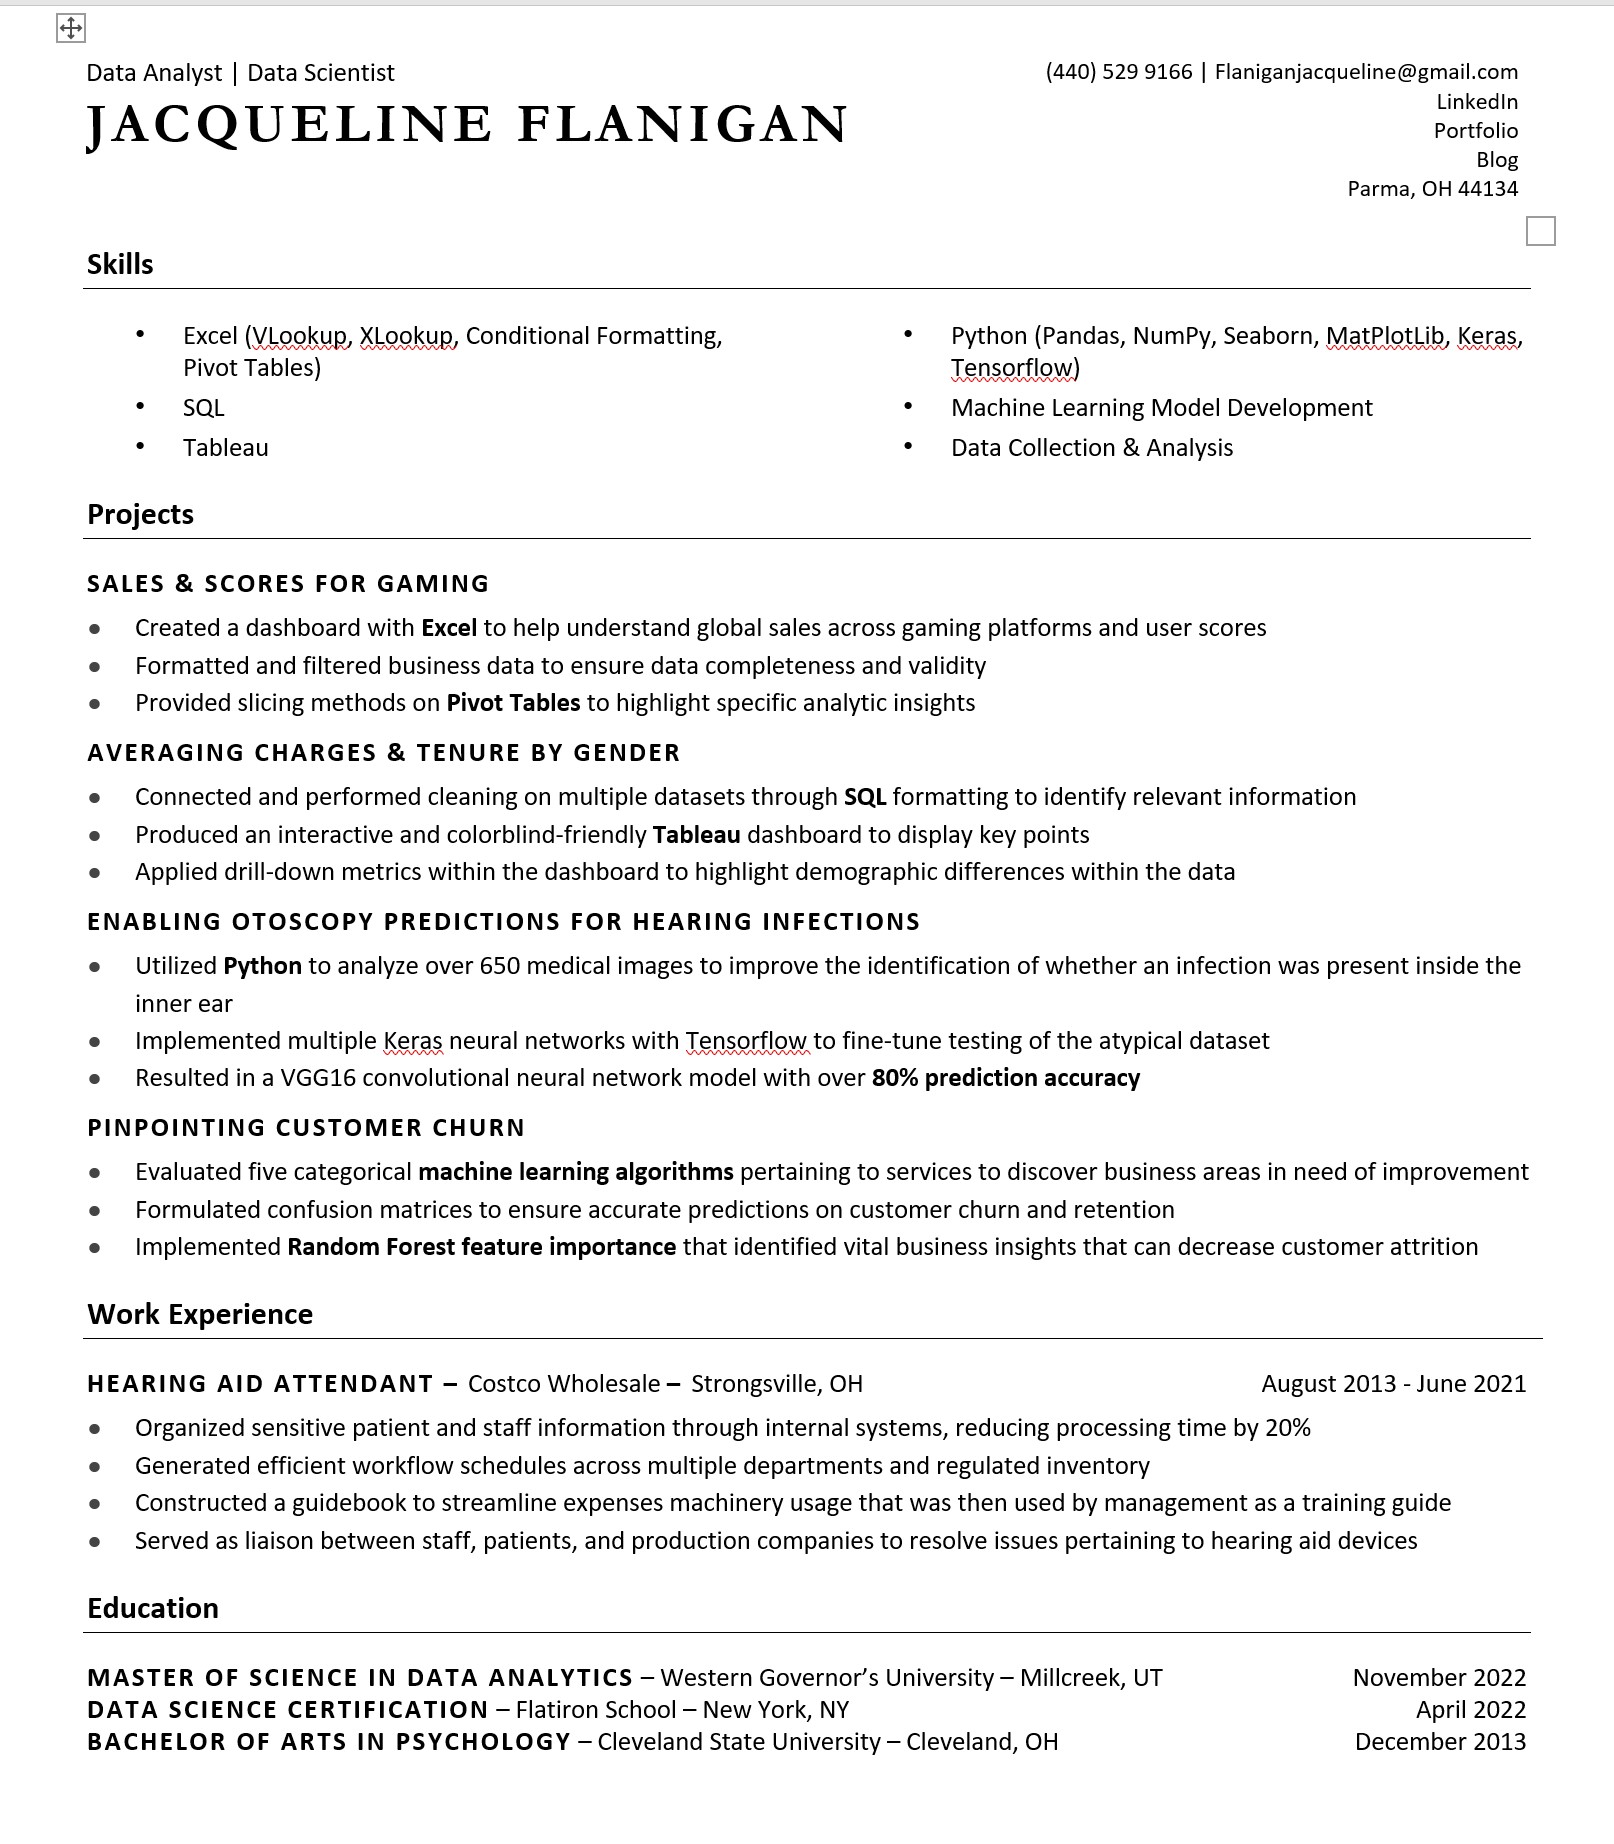 Data Analyst | Data Scientist
JACQUELINE FLANIGAN
(440) 529 9166 | Flaniganjacqueline@gmail.com
LinkedIn
Portfolio
Blog
Parma, OH 44134
Skills
• Excel (VLookup, XLookup, Conditional Formatting,
Pivot Tables)
• SQL
• Tableau
• Python (Pandas, NumPy, Seaborn, MatPlotLib, Keras,
Tensorflow)
• Machine Learning Model Development
• Data Collection & Analysis
Projects
SALES & SCORES FOR GAMING
● Created a dashboard with Excel to help understand global sales across gaming platforms and user scores
● Formatted and filtered business data to ensure data completeness and validity
● Provided slicing methods on Pivot Tables to highlight specific analytic insights
AVERAGING CHARGES & TENURE BY GENDER
● Connected and performed cleaning on multiple datasets through SQL formatting to identify relevant information
● Produced an interactive and colorblind-friendly Tableau dashboard to display key points
● Applied drill-down metrics within the dashboard to highlight demographic differences within the data
ENABLING OTOSCOPY PREDICTIONS FOR HEARING INFECTIONS
● Utilized Python to analyze over 650 medical images to improve the identification of whether an infection was present inside the
inner ear
● Implemented multiple Keras neural networks with Tensorflow to fine-tune testing of the atypical dataset
● Resulted in a VGG16 convolutional neural network model with over 80% prediction accuracy
PINPOINTING CUSTOMER CHURN
● Evaluated five categorical machine learning algorithms pertaining to services to discover business areas in need of improvement
● Formulated confusion matrices to ensure accurate predictions on customer churn and retention
● Implemented Random Forest feature importance that identified vital business insights that can decrease customer attrition
Work Experience
HEARING AID ATTENDANT – Costco Wholesale – Strongsville, OH August 2013 - June 2021
● Organized sensitive patient and staff information through internal systems, reducing processing time by 20%
● Generated efficient workflow schedules across multiple departments and regulated inventory
● Constructed a guidebook to streamline expenses machinery usage that was then used by management as a training guide
● Served as liaison between staff, patients, and production companies to resolve issues pertaining to hearing aid devices
Education
MASTER OF SCIENCE IN DATA ANALYTICS – Western Governor’s University – Millcreek, UT November 2022
DATA SCIENCE CERTIFICATION – Flatiron School – New York, NY April 2022
BACHELOR OF ARTS IN PSYCHOLOGY – Cleveland State University – Cleveland, OH December 2013